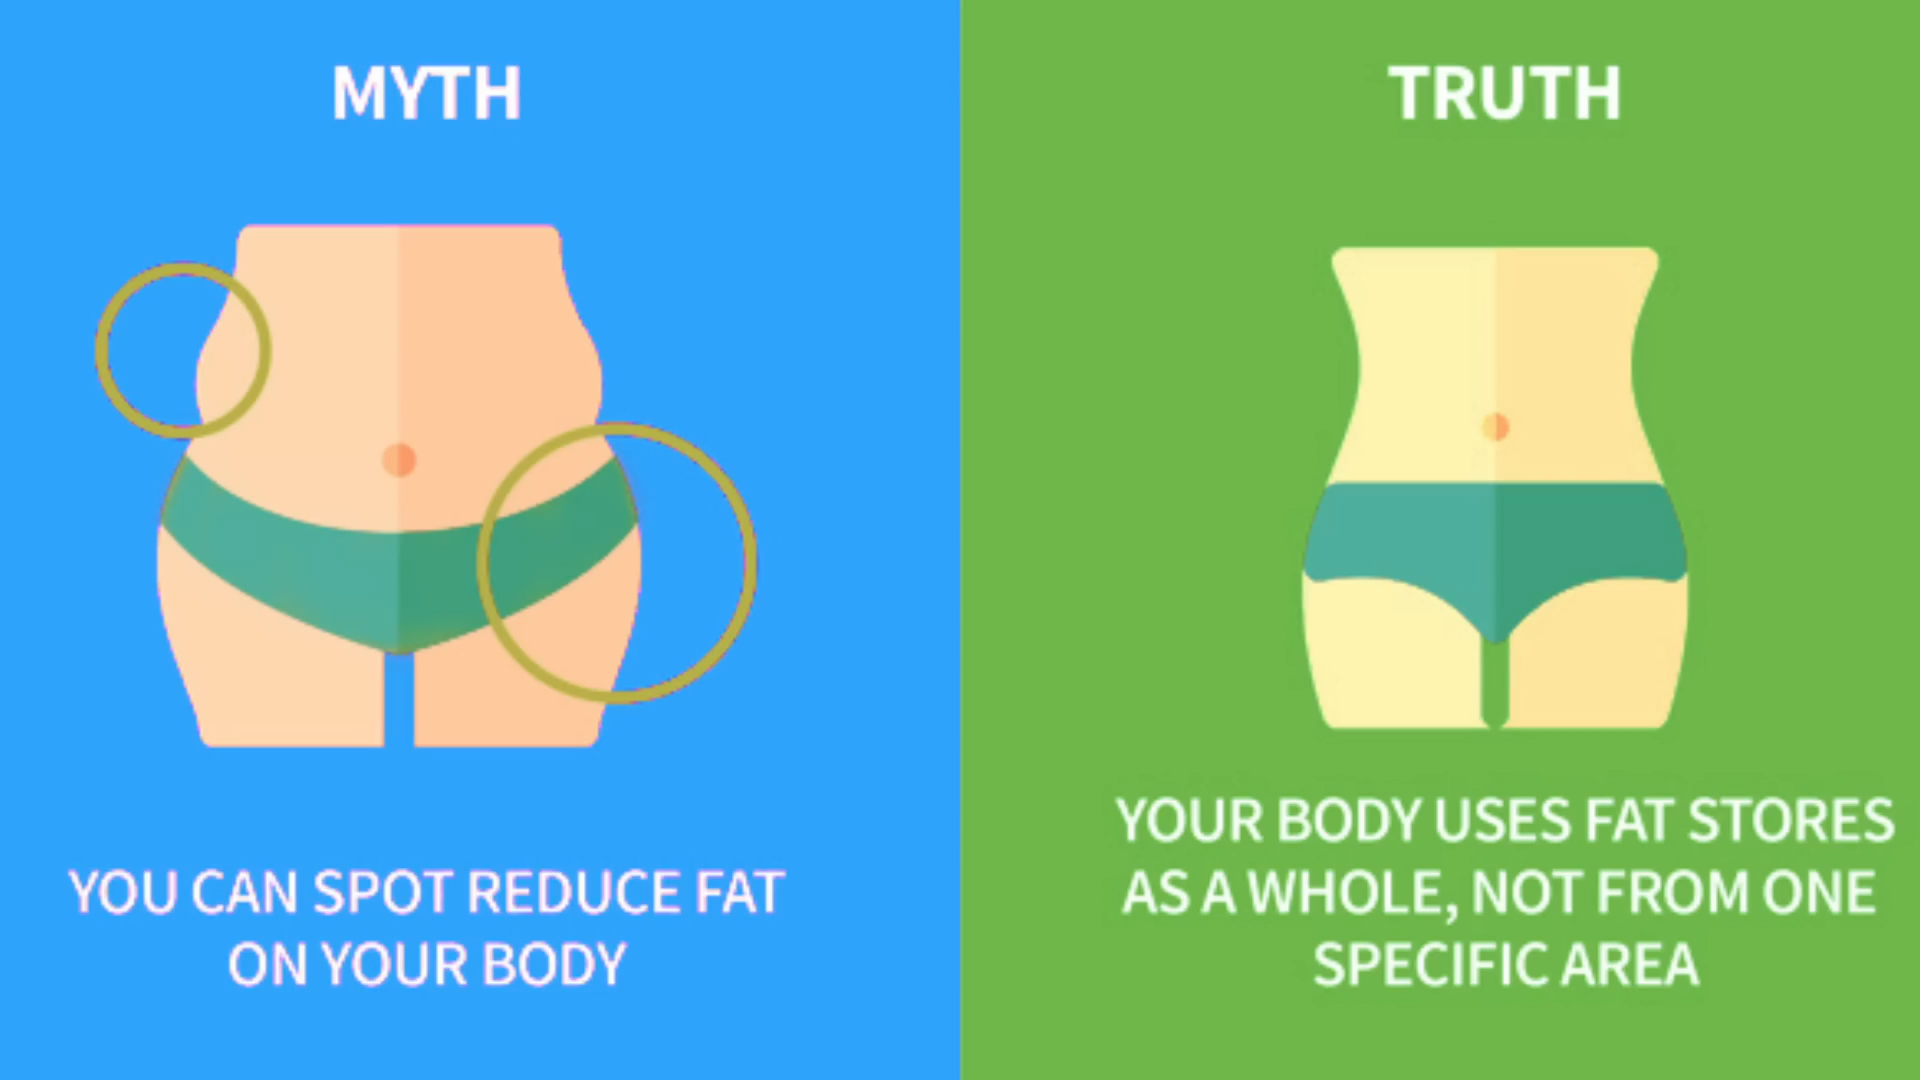 MYTH
YOU CAN SPOT REDUCE FAT
ON YOUR BODY
TRUTH
YOUR BODY USES FAT STORES
AS A WHOLE, NOT FROM ONE
SPECIFIC AREA